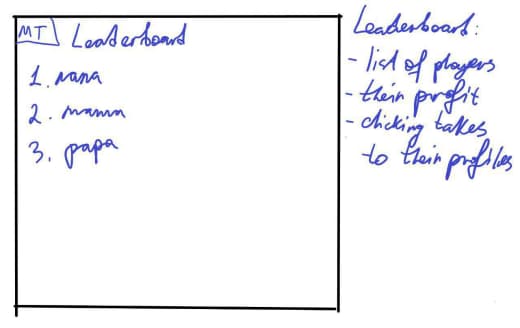 MT Leaderboard
1. nana
2. mama
3. papa
Leaderboard:
- list of players
- their profit
- clicking takes
to their profiles